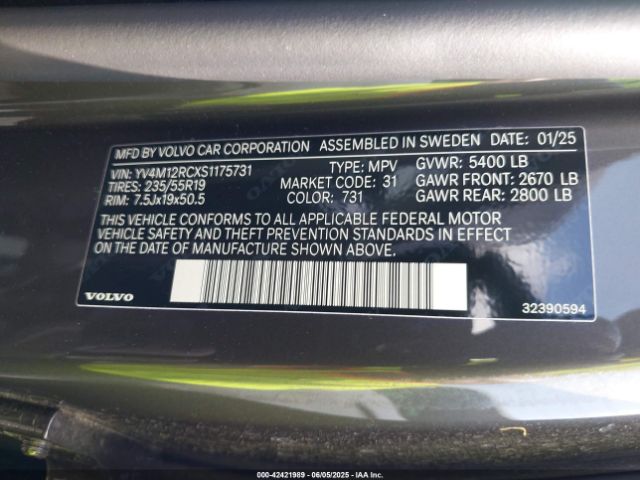 MFD BY VOLVO CAR CORPORATION ASSEMBLED IN SWEDEN DATE: 01/25
VIN: YV4M12RCXS1175731 TYPE: MPV GVWR: 5400 LB
TIRES: 235/55R19 MARKET CODE: 31 GAWR FRONT: 2670 LB
RIM: 7.5Jx19x50.5 COLOR: 731 GAWR REAR: 2800 LB
THIS VEHICLE CONFORMS TO ALL APPLICABLE FEDERAL MOTOR
VEHICLE SAFETY AND THEFT PREVENTION STANDARDS IN EFFECT
ON THE DATE OF MANUFACTURE SHOWN ABOVE.
VOLVO 32390594
000-42421989 | 06/05/2025 - IAAI, Inc.